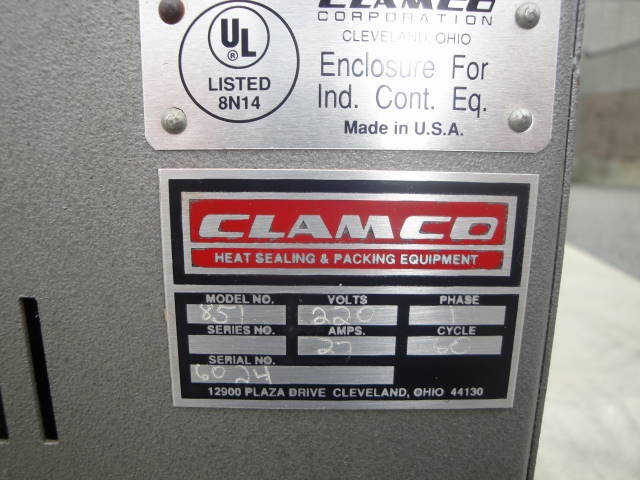 CLAMCO
CORPORATION
CLEVELAND, OHIO
UL
®
LISTED
8N14
Enclosure For
Ind. Cont. Eq.
Made in U.S.A.
CLAMCO
HEAT SEALING & PACKING EQUIPMENT
MODEL NO. VOLTS PHASE
851 220 1
SERIES NO. AMPS. CYCLE
27 60
SERIAL NO.
6024
12900 PLAZA DRIVE CLEVELAND, OHIO 44130